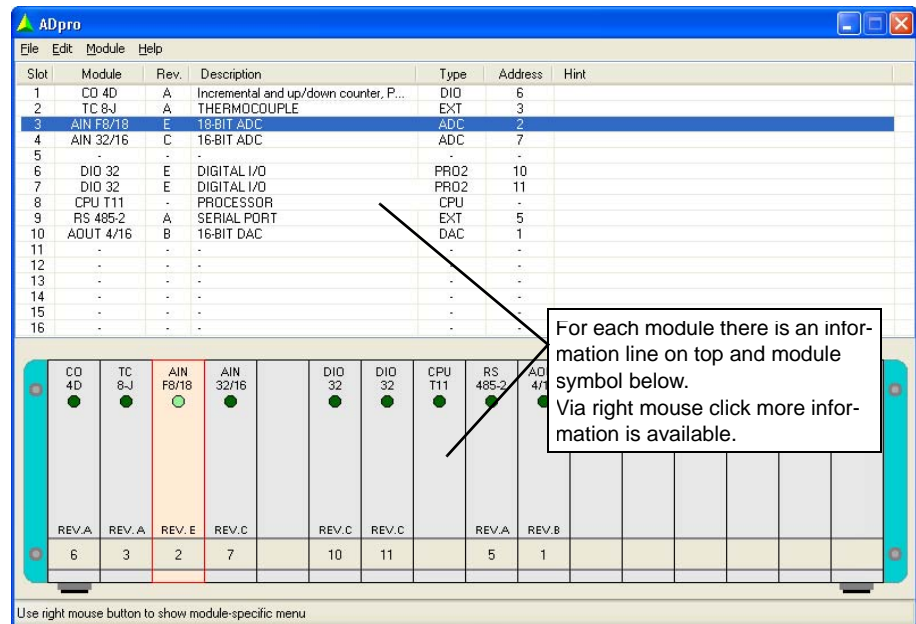 ADpro
File Edit Module Help
Slot Module Rev. Description Type Address Hint
1 CO 4D A Incremental and up/down counter, P... DIO 6
2 TC 8-J A THERMOCOUPLE EXT 3
3 AIN F8/18 E 18-BIT ADC ADC 2
4 AIN 32/16 C 16-BIT ADC ADC 7
5 - - - - -
6 DIO 32 E DIGITAL I/O PRO2 10
7 DIO 32 E DIGITAL I/O PRO2 11
8 CPU T11 - PROCESSOR CPU -
9 RS 485-2 A SERIAL PORT EXT 5
10 AOUT 4/16 B 16-BIT DAC DAC 1
11 - - - - -
12 - - - - -
13 - - - - -
14 - - - - -
15 - - - - -
16 - - - - -
For each module there is an infor-
mation line on top and module
symbol below.
Via right mouse click more infor-
mation is available.
CO TC AIN AIN DIO DIO CPU RS
4D 8-J F8/18 32/16 32 32 T11 485-2
REV.A REV.A REV.E REV.C REV.C REV.C REV.A REV.B
6 3 2 7 10 11 5 1
Use right mouse button to show module-specific menu